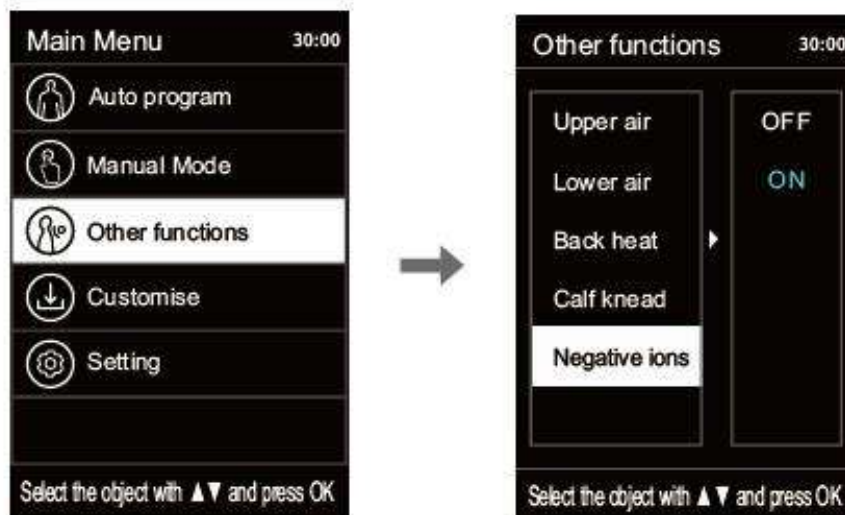 Main Menu 30:00
Auto program
Manual Mode
Other functions
Customise
Setting
Select the object with ▲▼ and press OK
Other functions 30:00
Upper air OFF
Lower air ON
Back heat
Calf knead
Negative ions
Select the object with ▲▼ and press OK